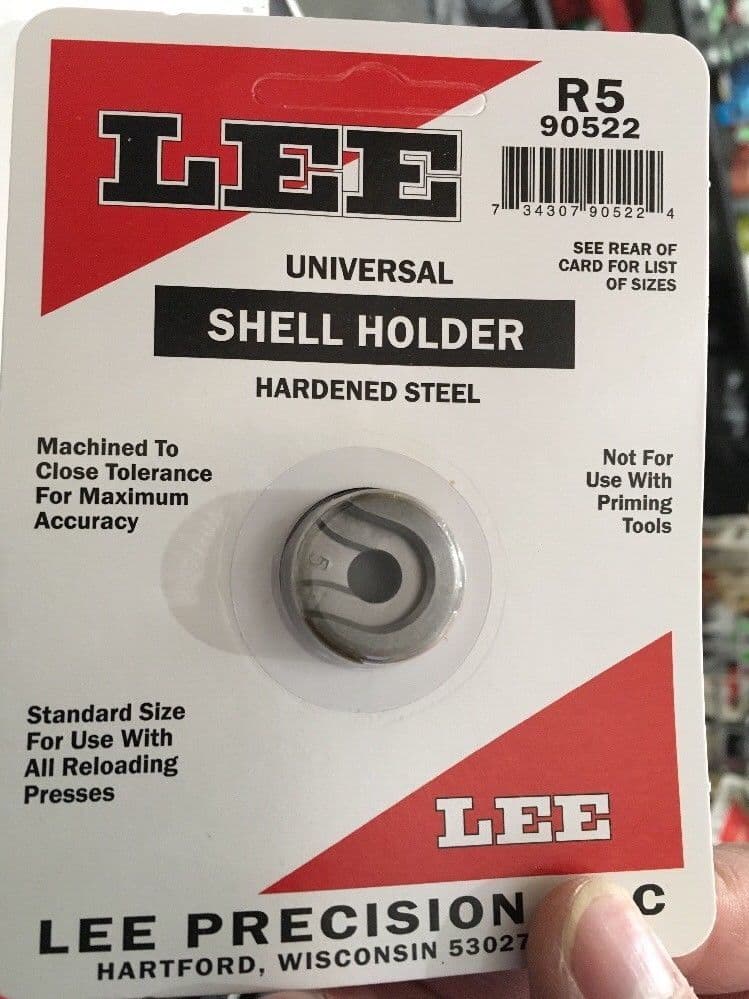 LEE
R5
90522
7 34307 90522 4
SEE REAR OF
CARD FOR LIST
OF SIZES
UNIVERSAL
SHELL HOLDER
HARDENED STEEL
Machined To
Close Tolerance
For Maximum
Accuracy
Not For
Use With
Priming
Tools
5
Standard Size
For Use With
All Reloading
Presses
LEE
LEE PRECISION
HARTFORD, WISCONSIN 53027